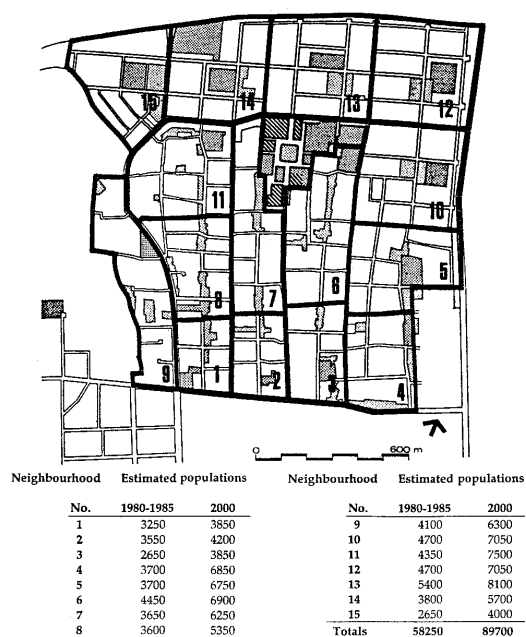 15
14
13
12
11
10
8
7
6
5
9
1
2
3
4
0 600 m
Neighbourhood Estimated populations
No. 1980-1985 2000
1 3250 3850
2 3550 4200
3 2650 3850
4 3700 6850
5 3700 6750
6 4450 6900
7 3650 6250
8 3600 5350
Neighbourhood Estimated populations
No. 1980-1985 2000
9 4100 6300
10 4700 7050
11 4350 7500
12 4700 7050
13 5400 8100
14 3800 5700
15 2650 4000
Totals 58250 89700